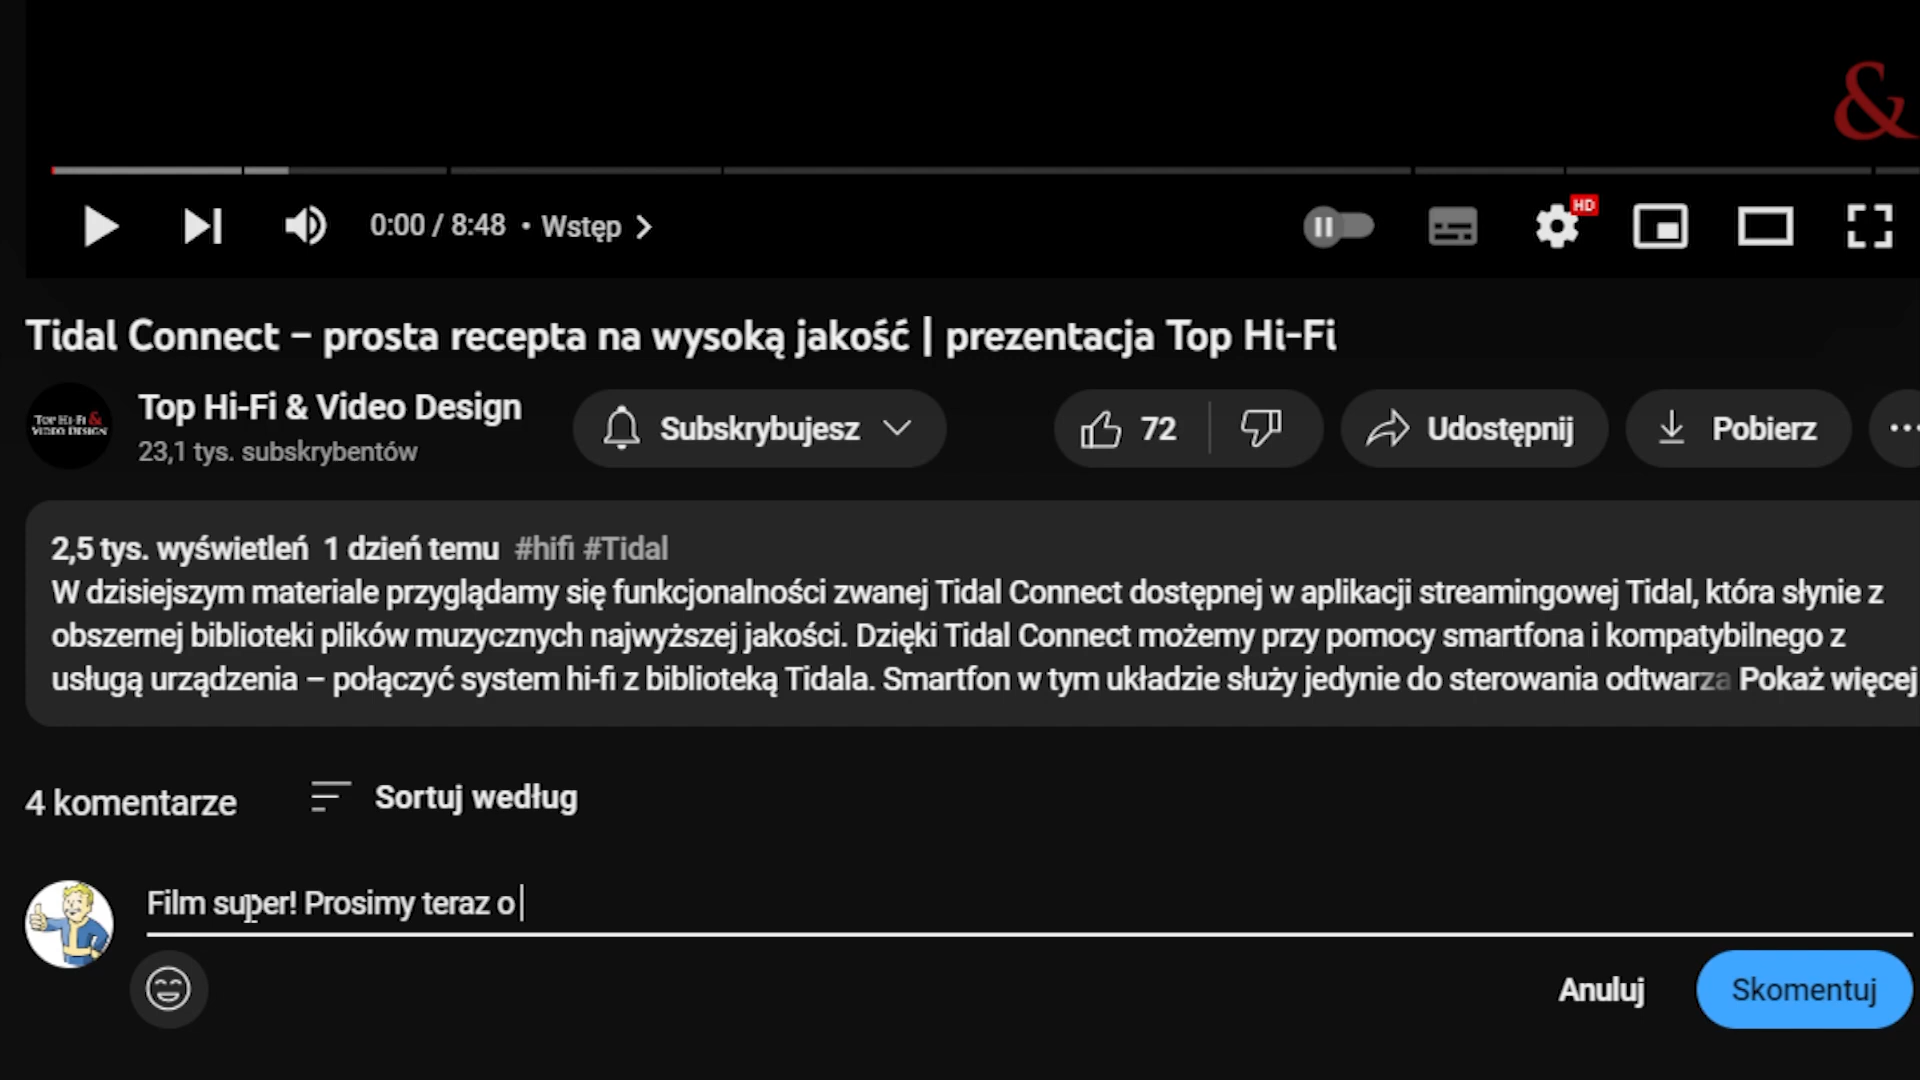 &
HD
0:00 / 8:48 • Wstęp
Tidal Connect – prosta recepta na wysoką jakość | prezentacja Top Hi-Fi
TOP HI-FI &
VIDEO DESIGN
Top Hi-Fi & Video Design
23,1 tys. subskrybentów
Subskrybujesz
72
Udostępnij
Pobierz
2,5 tys. wyświetleń 1 dzień temu #hifi #Tidal
W dzisiejszym materiale przyglądamy się funkcjonalności zwanej Tidal Connect dostępnej w aplikacji streamingowej Tidal, która słynie z
obszernej biblioteki plików muzycznych najwyższej jakości. Dzięki Tidal Connect możemy przy pomocy smartfona i kompatybilnego z
usługą urządzenia – połączyć system hi-fi z biblioteką Tidala. Smartfon w tym układzie służy jedynie do sterowania odtwarza Pokaż więcej
4 komentarze
Sortuj według
Film super! Prosimy teraz o
Anuluj
Skomentuj